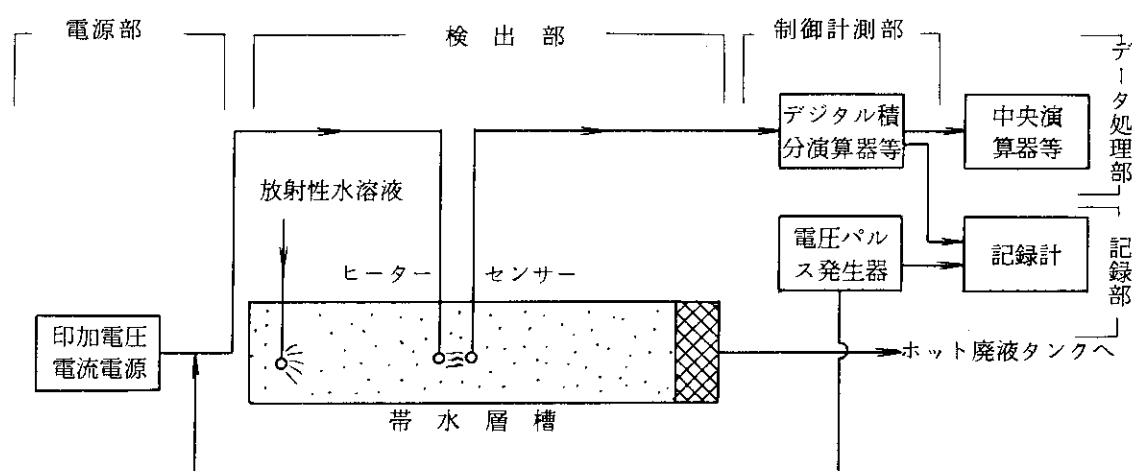 電源部
検出部
制御計測部
データ処理部
デジタル積
分演算器等
中央演
算器等
放射性水溶液
電圧パル
ス発生器
記録計
記録部
ヒーター
センサー
印加電圧
電流電源
ホット廃液タンクへ
帯水層槽